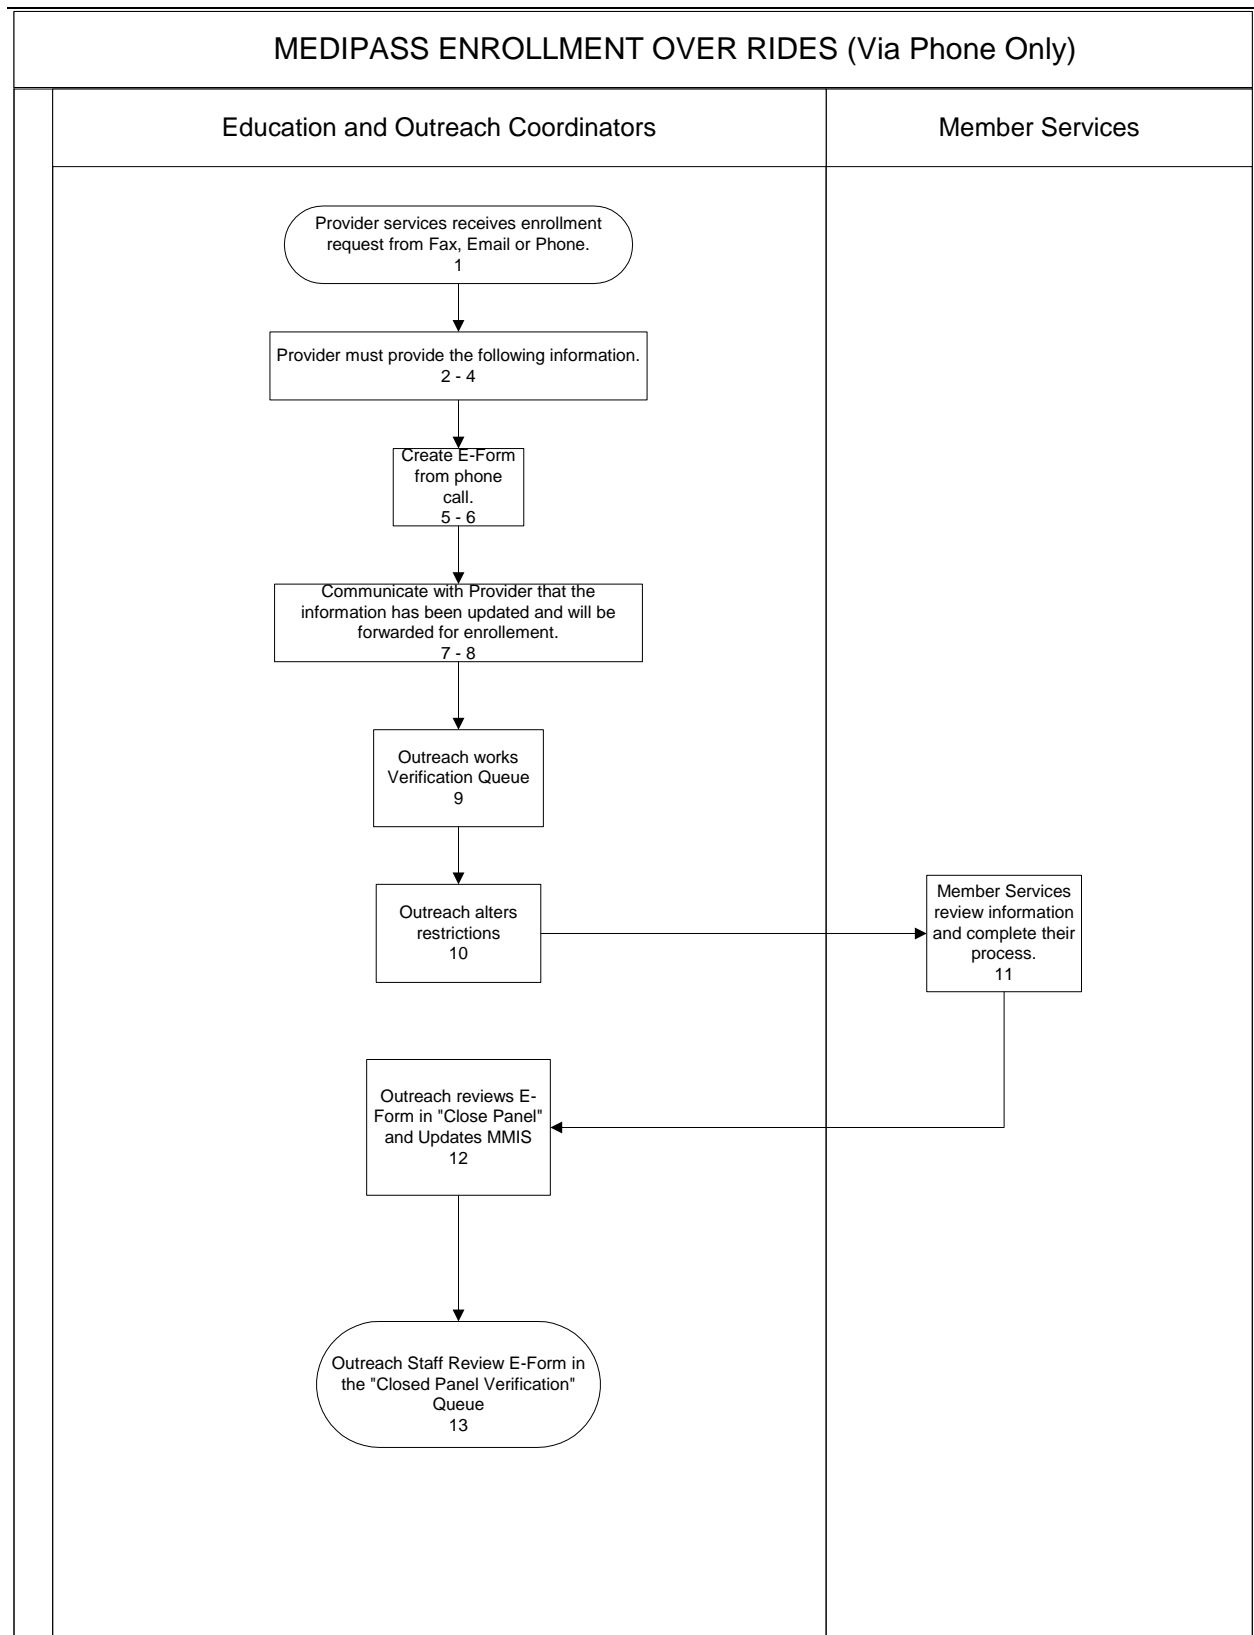 MEDIPASS ENROLLMENT OVER RIDES (Via Phone Only)
Education and Outreach Coordinators
Member Services
Provider services receives enrollment
request from Fax, Email or Phone.
1
Provider must provide the following information.
2 - 4
Create E-Form
from phone
call.
5 - 6
Communicate with Provider that the
information has been updated and will be
forwarded for enrollement.
7 - 8
Outreach works
Verification Queue
9
Outreach alters
restrictions
10
Member Services
review information
and complete their
process.
11
Outreach reviews E-
Form in "Close Panel"
and Updates MMIS
12
Outreach Staff Review E-Form in
the "Closed Panel Verification"
Queue
13